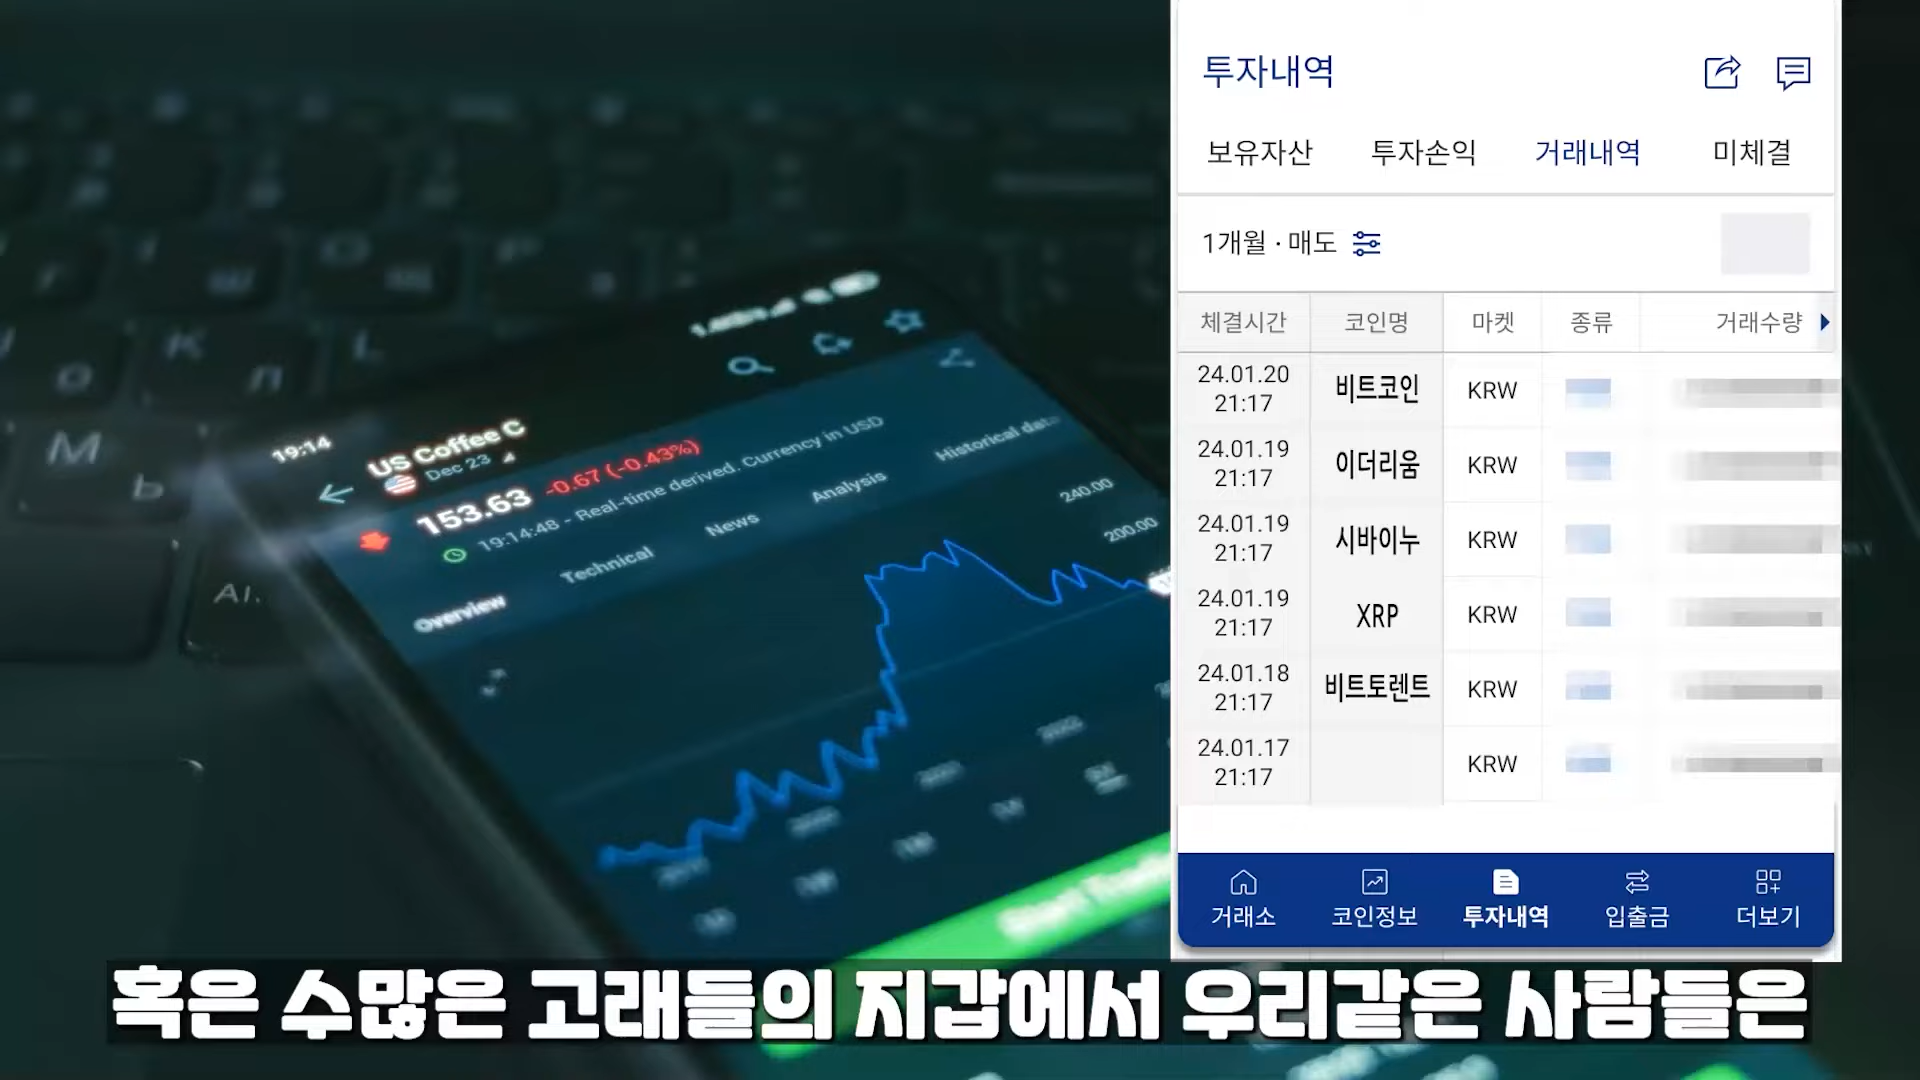 투자내역
보유자산 투자손익 거래내역 미체결
1개월 · 매도
체결시간 코인명 마켓 종류 거래수량
24.01.20 21:17 비트코인 KRW
24.01.19 21:17 이더리움 KRW
24.01.19 21:17 시바이누 KRW
24.01.19 21:17 XRP KRW
24.01.18 21:17 비트토렌트 KRW
24.01.17 21:17 KRW
거래소 코인정보 투자내역 입출금 더보기
19:14
US Coffee C
Dec 23
153.63 -0.67 (-0.43%)
19:14:48 - Real-time derived. Currency in USD
Overview Technical News Analysis Historical data
240.00
200.00
혹은 수많은 고래들의 지갑에서 우리같은 사람들은